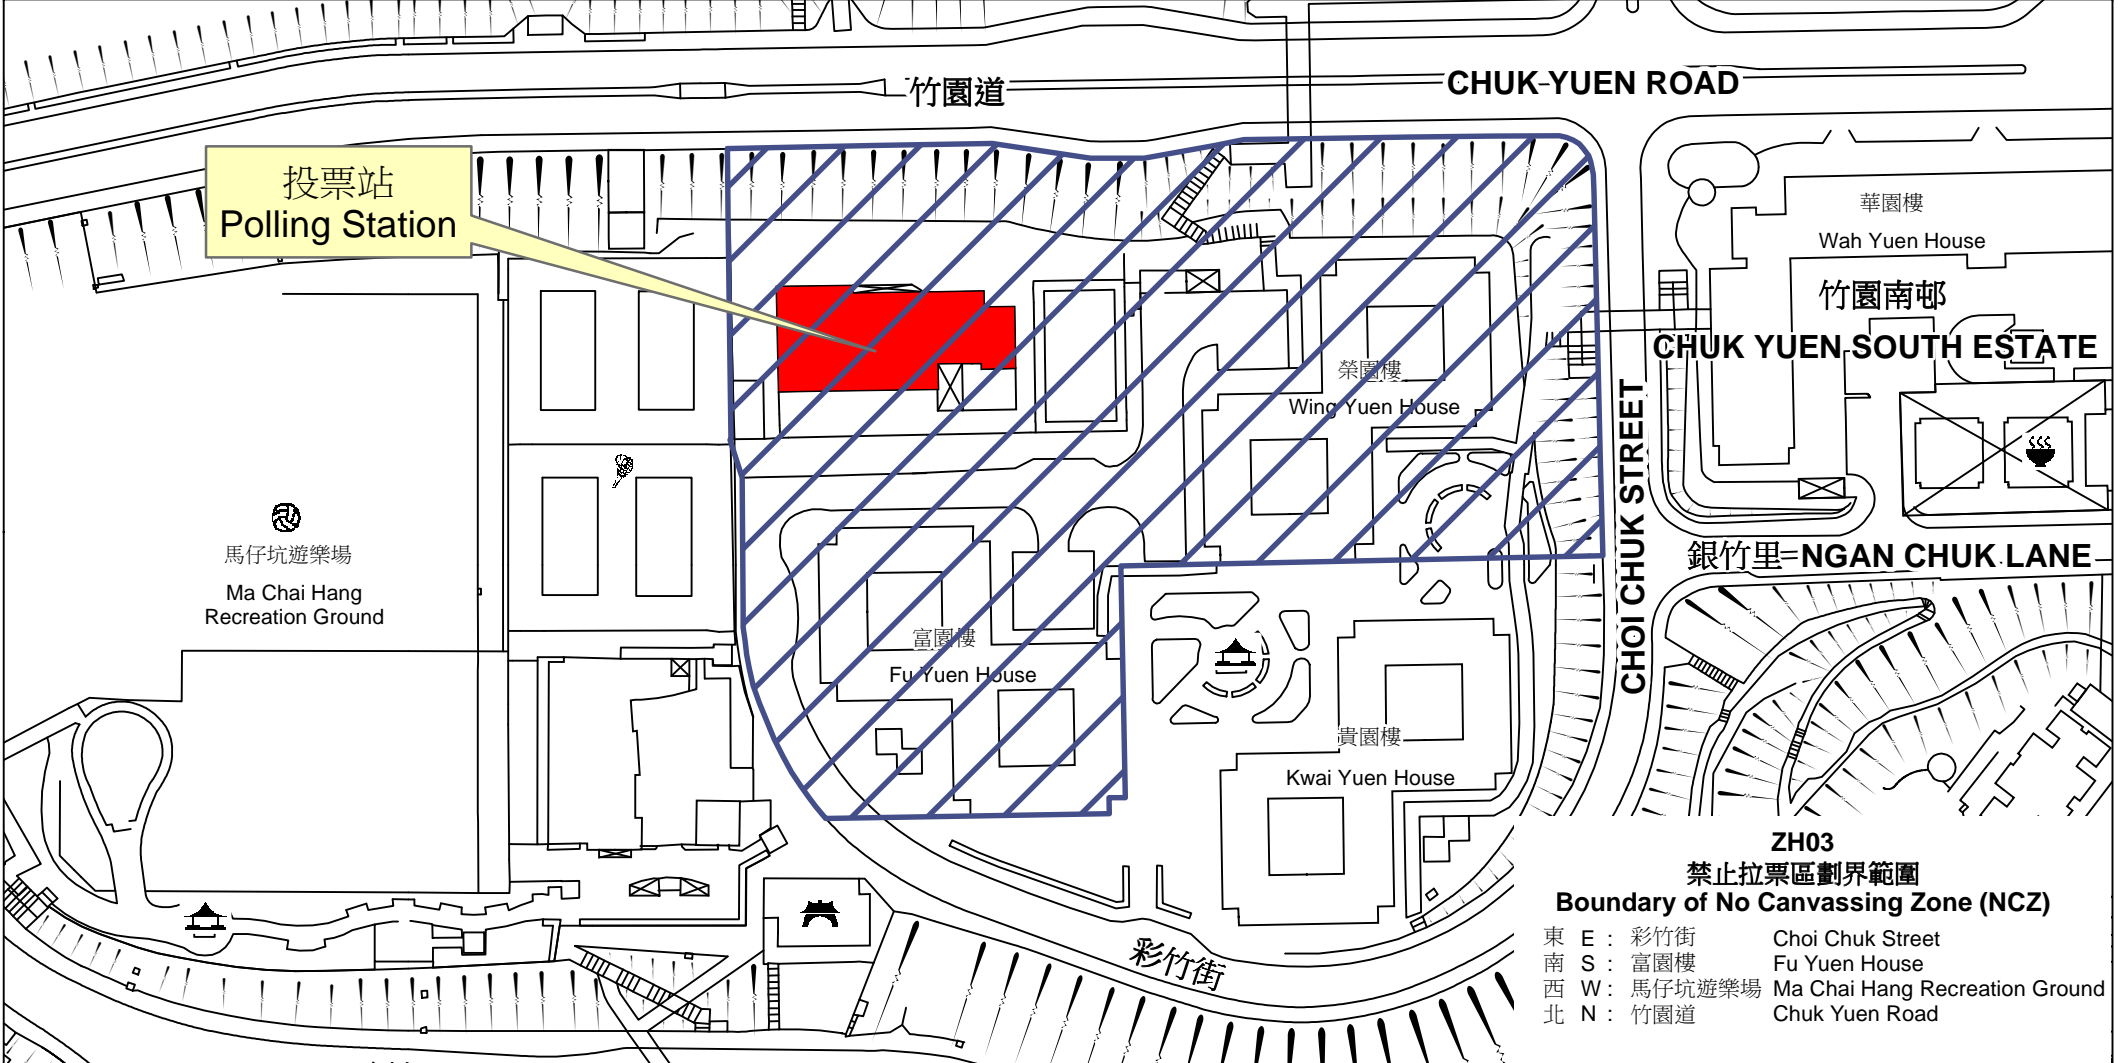 竹園道
CHUK YUEN ROAD
投票站
Polling Station
華園樓
Wah Yuen House
竹園南邨
CHUK YUEN SOUTH ESTATE
榮園樓
Wing Yuen House
CHOI CHUK STREET
馬仔坑遊樂場
Ma Chai Hang
Recreation Ground
銀竹里
NGAN CHUK LANE
富園樓
Fu Yuen House
貴園樓
Kwai Yuen House
彩竹街
ZH03
禁止拉票區劃界範圍
Boundary of No Canvassing Zone (NCZ)
東 E : 彩竹街 Choi Chuk Street
南 S : 富園樓 Fu Yuen House
西 W : 馬仔坑遊樂場 Ma Chai Hang Recreation Ground
北 N : 竹園道 Chuk Yuen Road